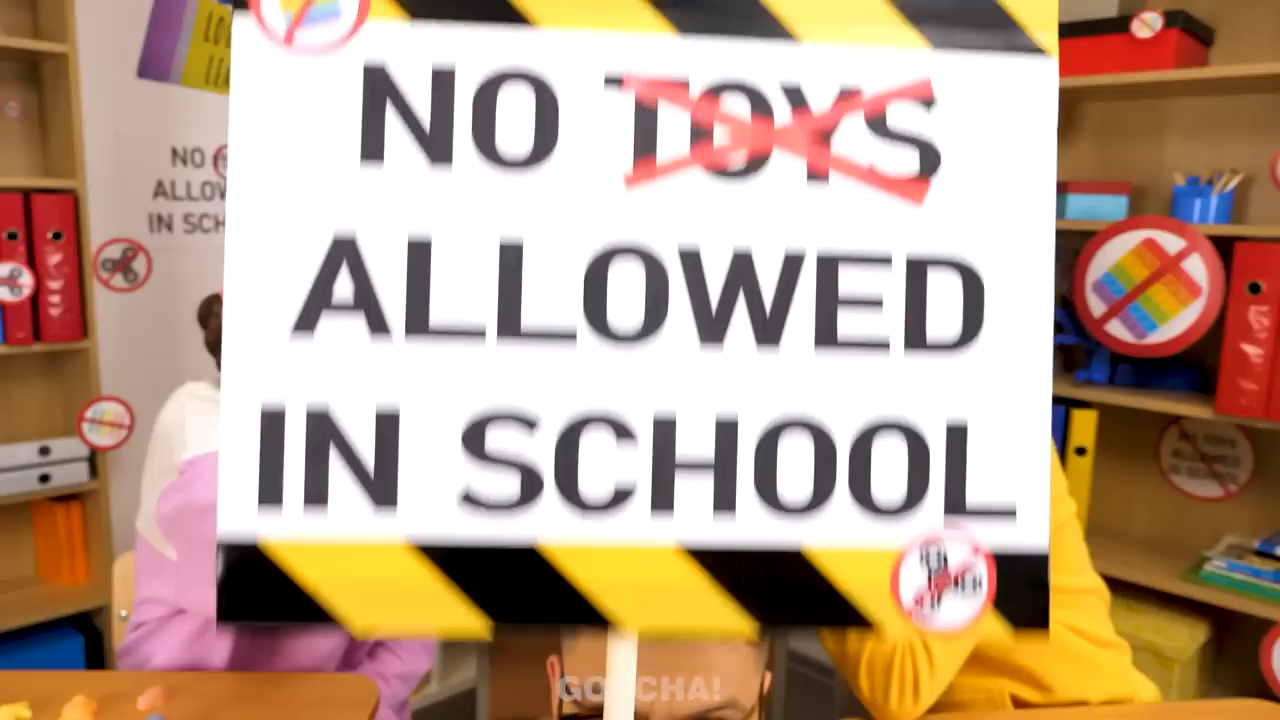 NO TOYS
ALLOWED
IN SCHOOL
NO
ALLOW
IN SCH
GOTCHA!